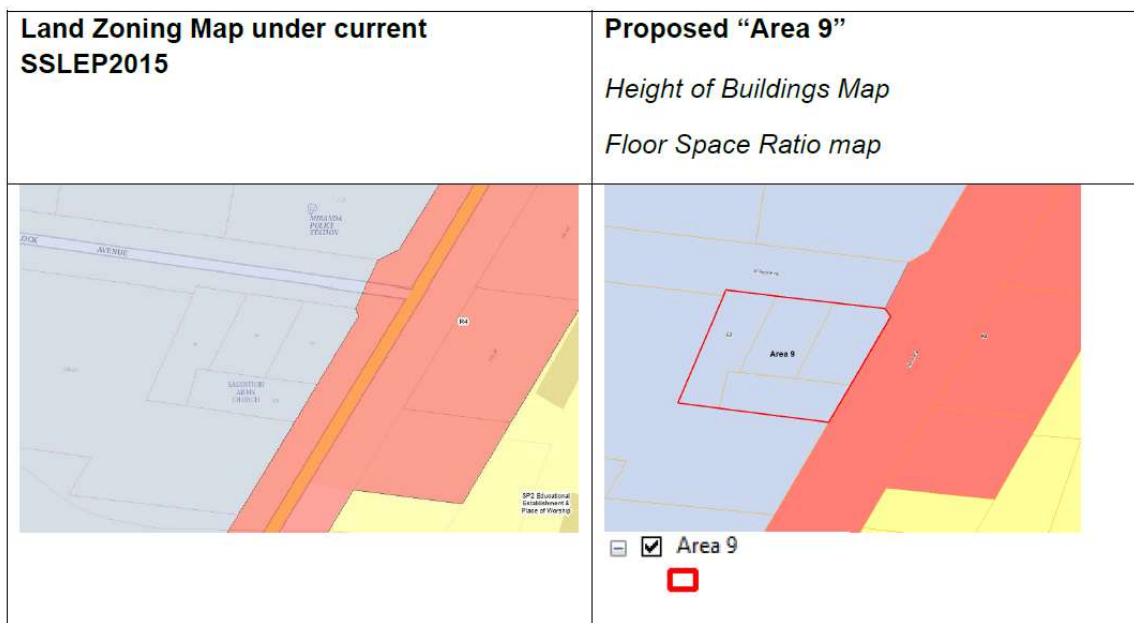 Land Zoning Map under current
SSLEP2015
Proposed “Area 9”
Height of Buildings Map
Floor Space Ratio map
MIRANDA
POLICE
STATION
AVENUE
R4
SALVATION
ARMY
CHURCH
SP2 Educational
Establishment &
Place of Worship
Area 9
Area 9